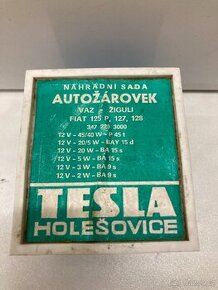 NÁHRADNÍ SADA
AUTOŽÁROVEK
VAZ - ŽIGULI
FIAT 125 P, 127, 128
347 3000
12 V - 45/40 W - P 45 t
12 V - 20/5 W - BAY 15 d
12 V - 20 W - BA 15 s
12 V - 5 W - BA 15 s
12 V - 3 W - BA 9 s
12 V - 2 W - BA 9 s
TESLA
HOLEŠOVICE